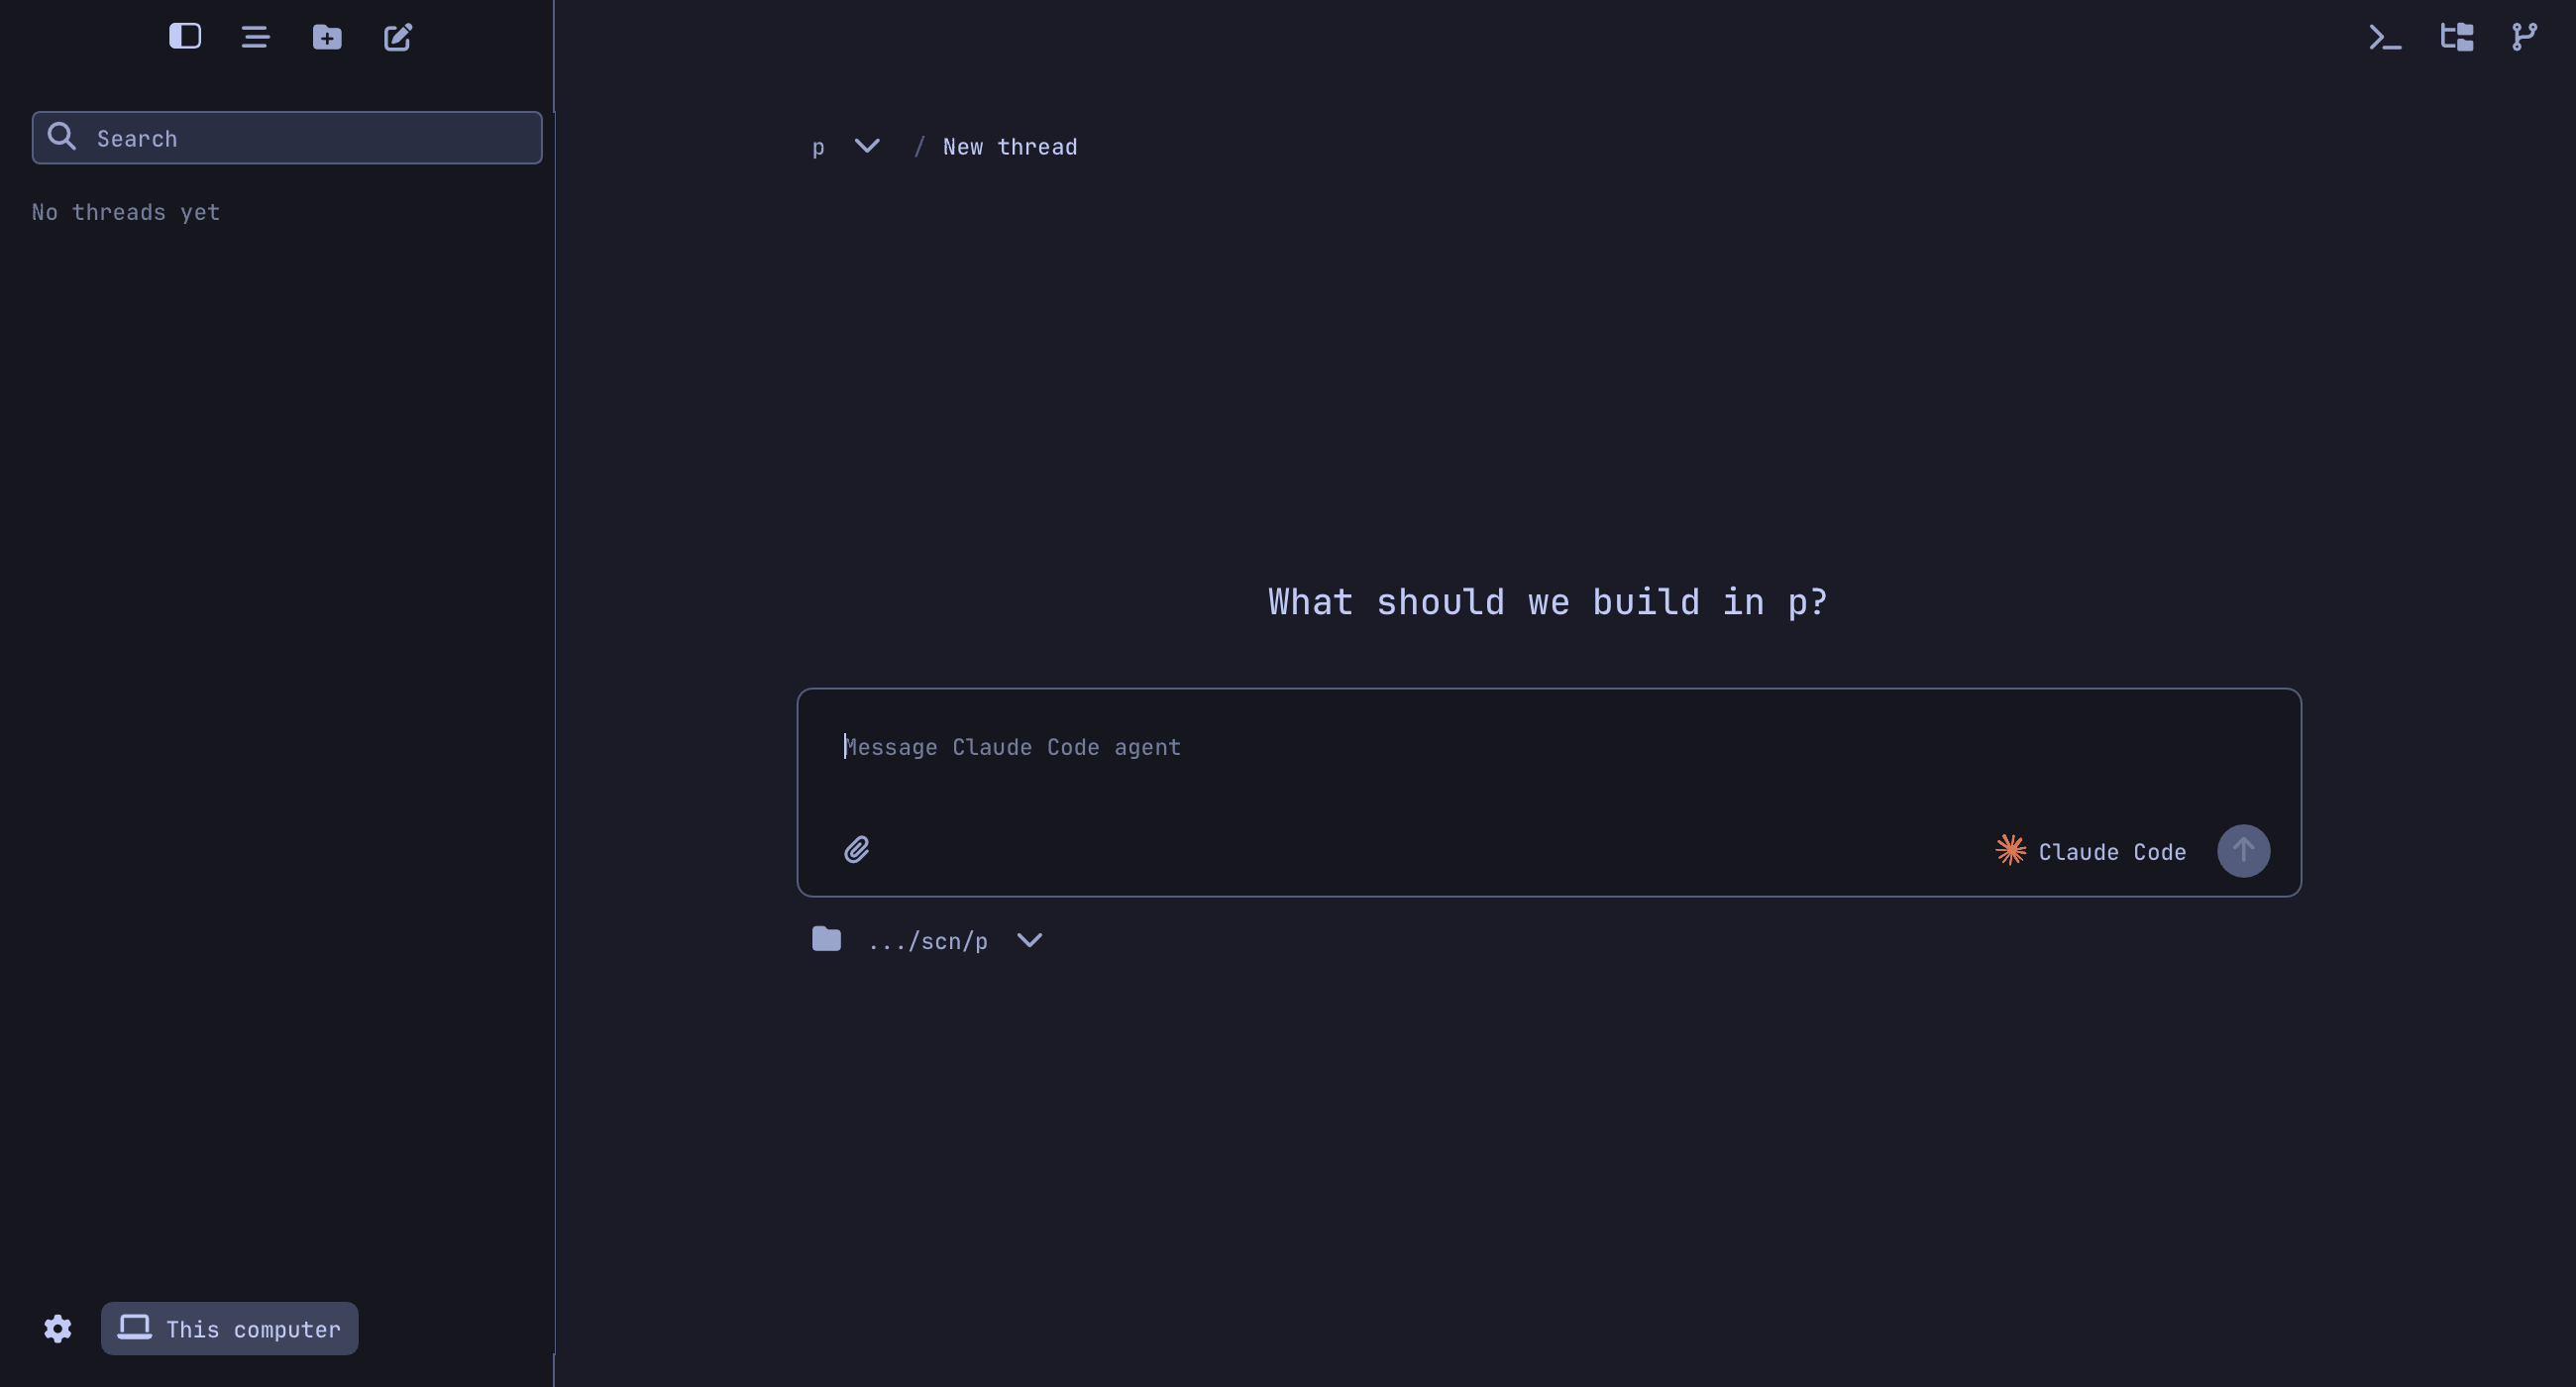 Search
No threads yet
p / New thread
What should we build in p?
Message Claude Code agent
Claude Code
.../scn/p
This computer